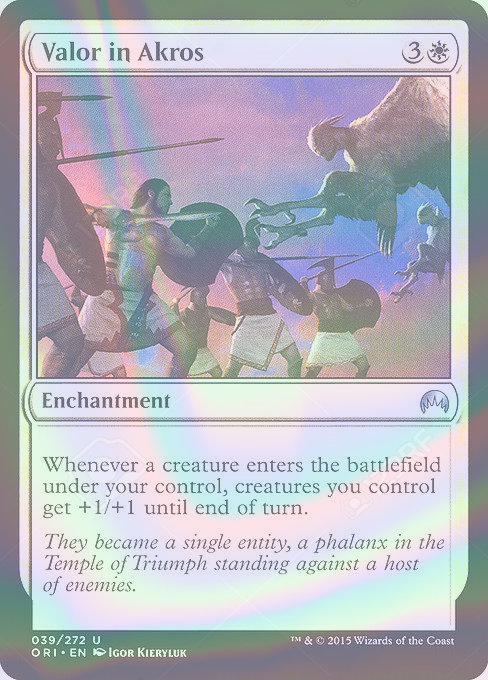 Valor in Akros 3
Enchantment
Whenever a creature enters the battlefield
under your control, creatures you control
get +1/+1 until end of turn.
They became a single entity, a phalanx in the
Temple of Triumph standing against a host
of enemies.
039/272 U
ORI • EN Igor Kieryluk
™ & © 2015 Wizards of the Coast